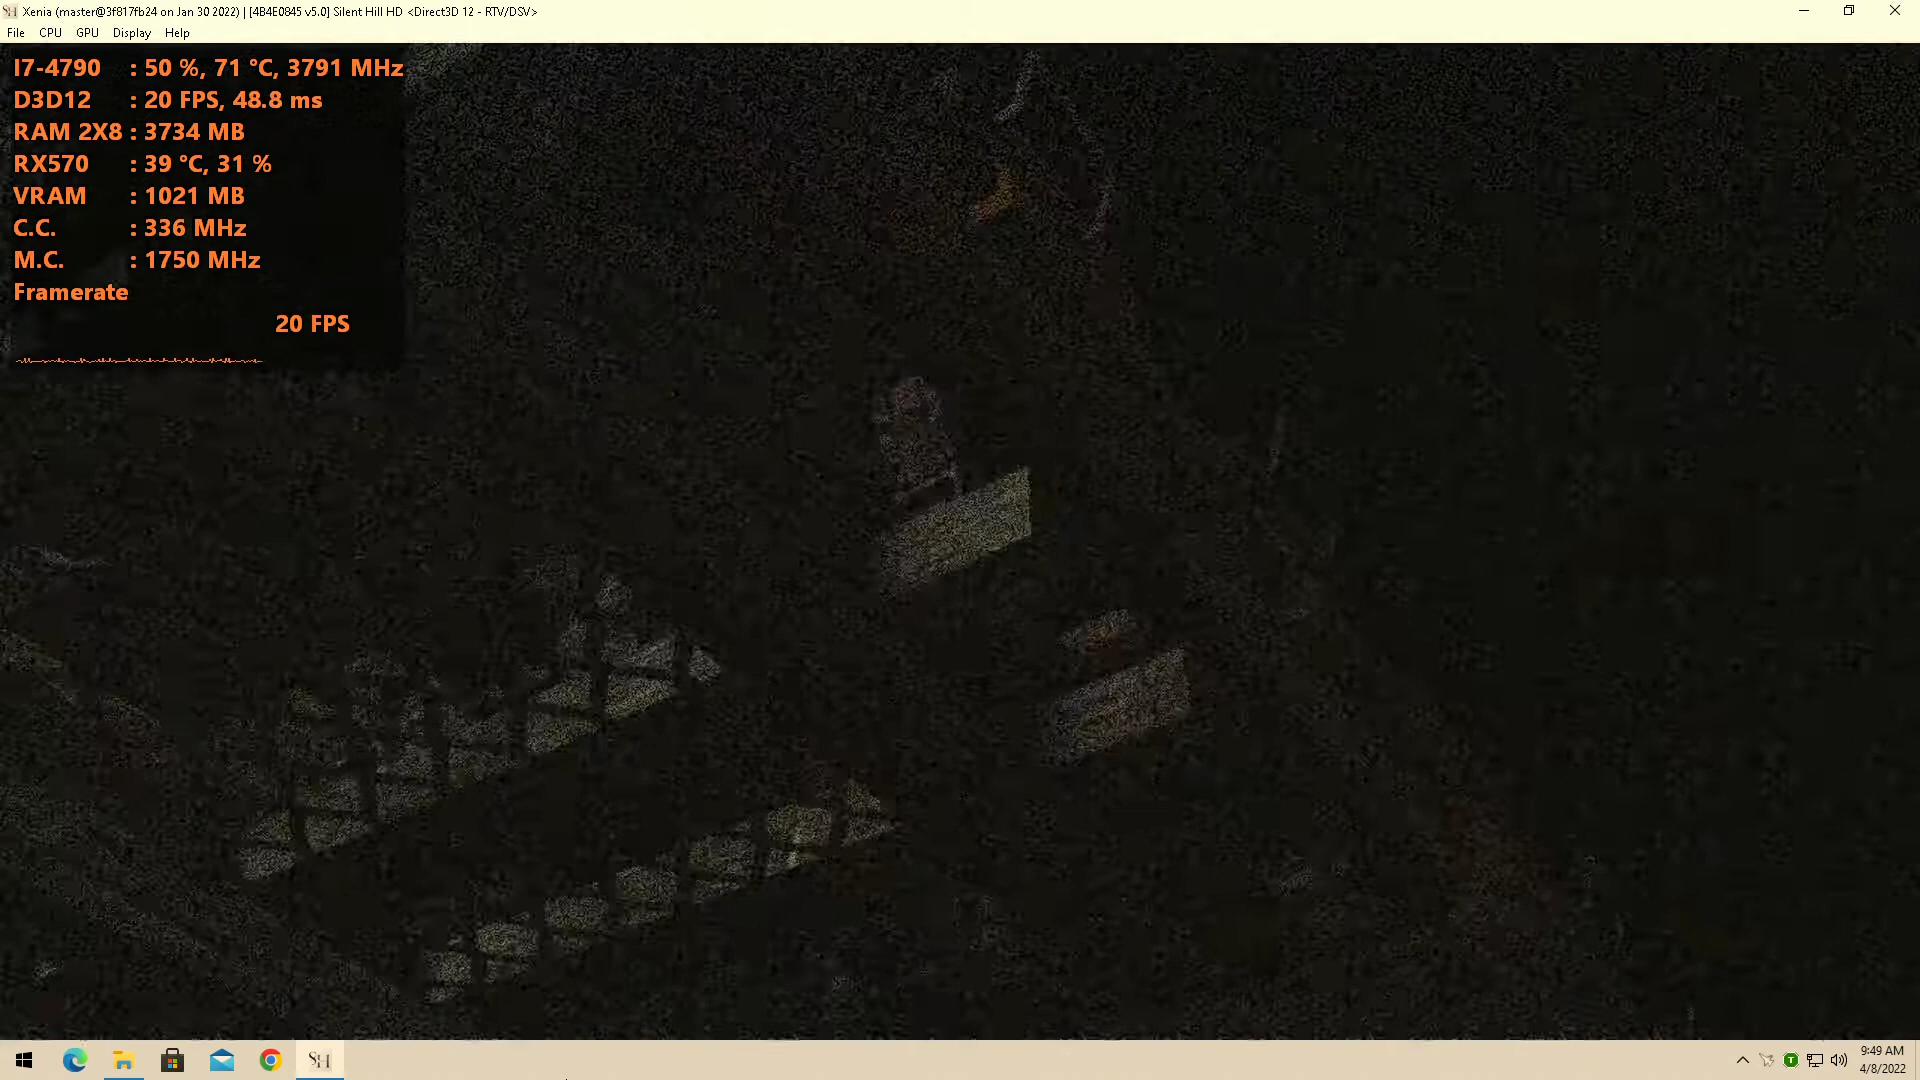 Xenia (master@3f817fb24 on Jan 30 2022) | [4B4E0845 v5.0] Silent Hill HD <Direct3D 12 - RTV/DSV>
File CPU GPU Display Help
I7-4790 : 50 %, 71 °C, 3791 MHz
D3D12 : 20 FPS, 48.8 ms
RAM 2X8 : 3734 MB
RX570 : 39 °C, 31 %
VRAM : 1021 MB
C.C. : 336 MHz
M.C. : 1750 MHz
Framerate
20 FPS
SH
T
9:49 AM
4/8/2022